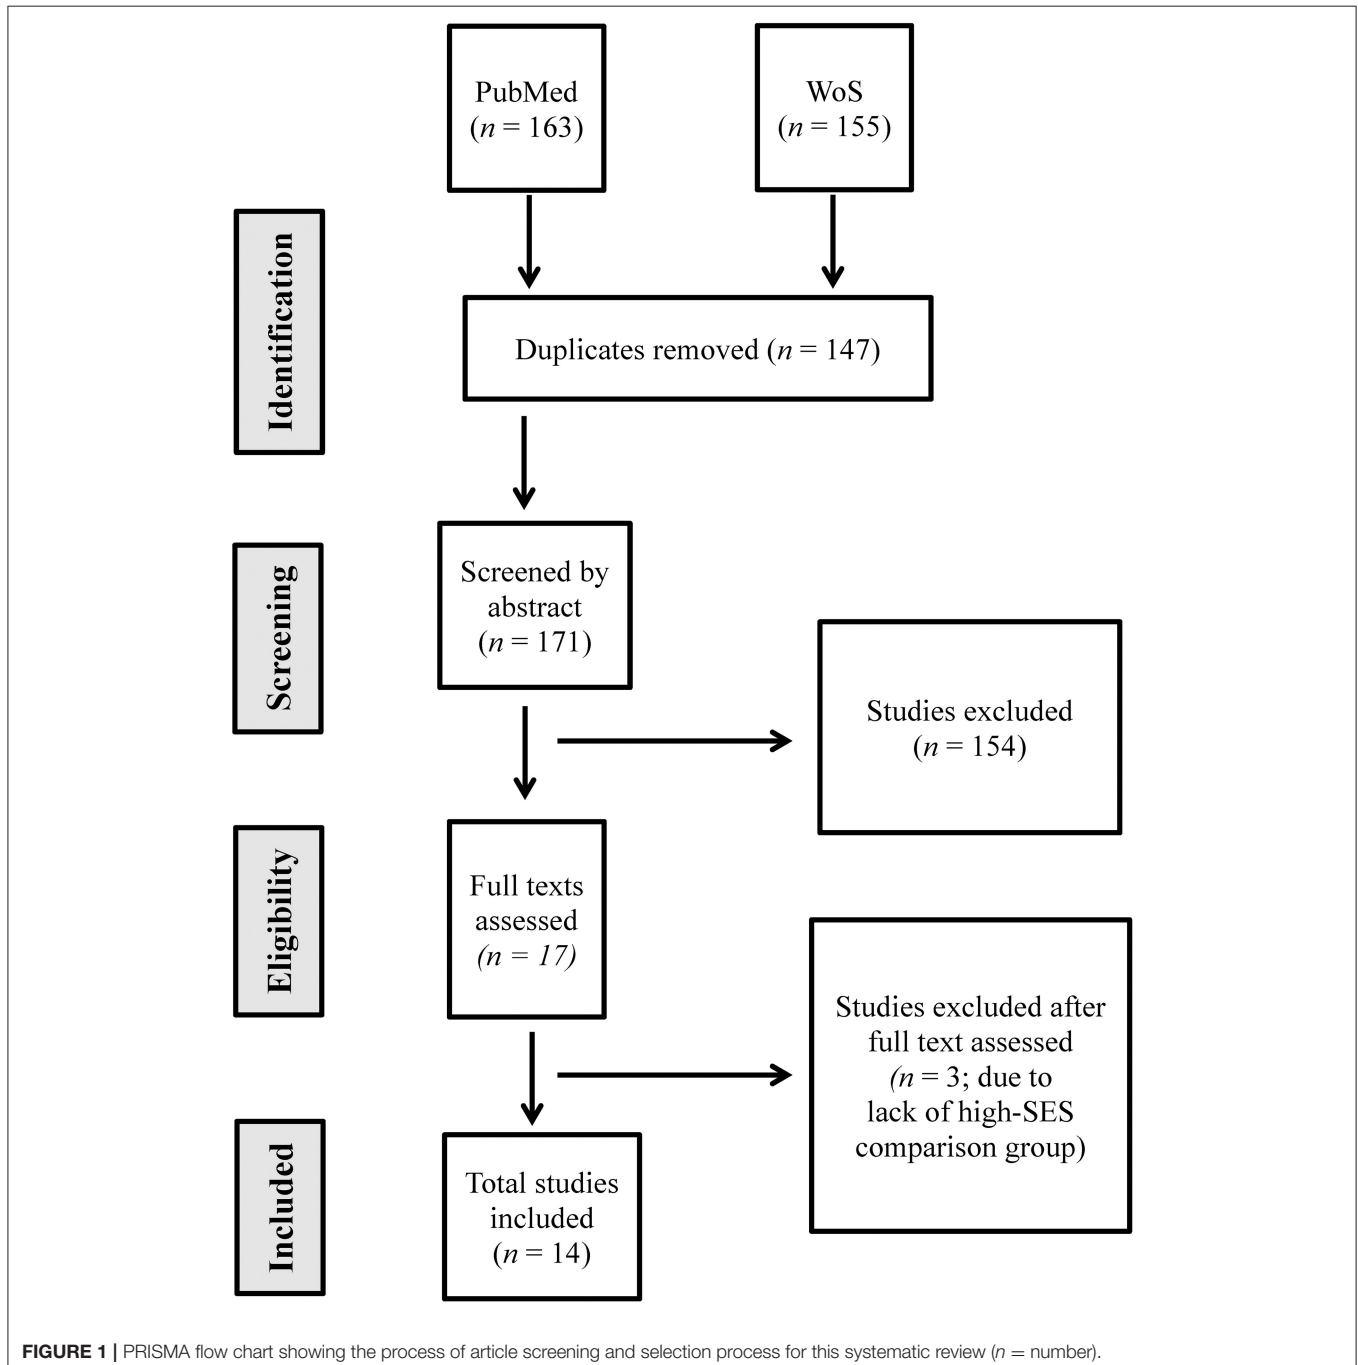 PubMed
(n = 163)
WoS
(n = 155)
Identification
Duplicates removed (n = 147)
Screening
Screened by
abstract
(n = 171)
Studies excluded
(n = 154)
Eligibility
Full texts
assessed
(n = 17)
Studies excluded after
full text assessed
(n = 3; due to
lack of high-SES
comparison group)
Included
Total studies
included
(n = 14)
FIGURE 1 | PRISMA flow chart showing the process of article screening and selection process for this systematic review (n = number).